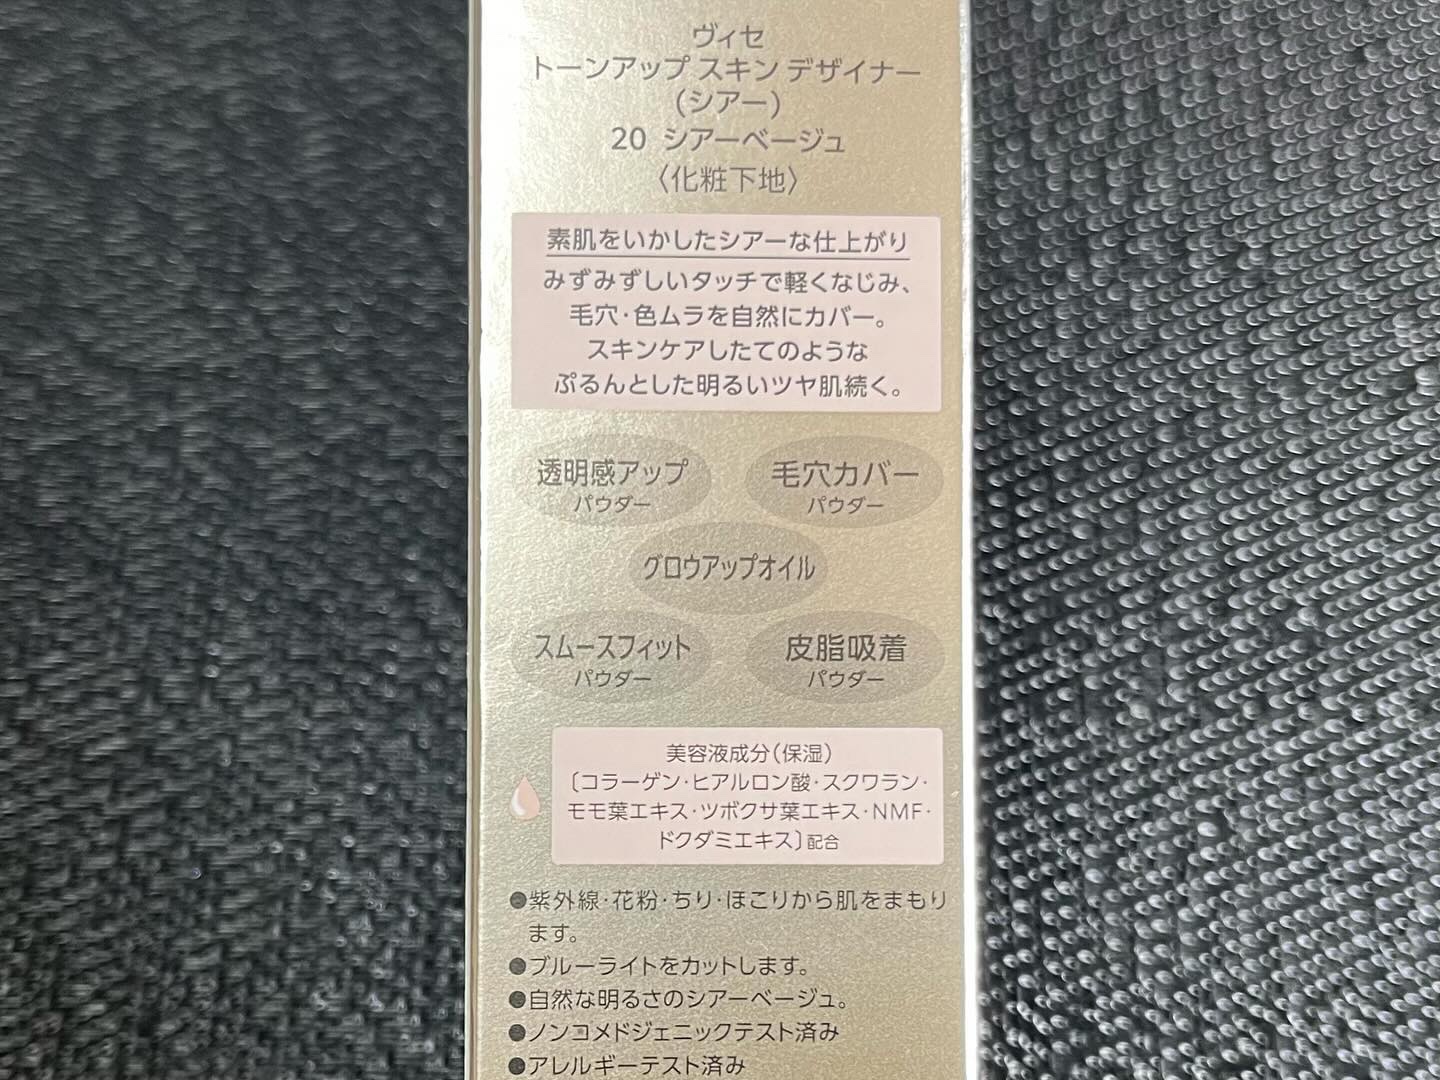 ヴィセ
トーンアップ スキン デザイナー
(シアー)
20 シアーベージュ
〈化粧下地〉
素肌をいかしたシアーな仕上がり
みずみずしいタッチで軽くなじみ、
毛穴・色ムラを自然にカバー。
スキンケアしたてのような
ぷるんとした明るいツヤ肌続く。
透明感アップ
パウダー
毛穴カバー
パウダー
グロウアップオイル
スムースフィット
パウダー
皮脂吸着
パウダー
美容液成分(保湿)
〔コラーゲン・ヒアルロン酸・スクワラン・
モモ葉エキス・ツボクサ葉エキス・NMF・
ドクダミエキス〕配合
●紫外線・花粉・ちり・ほこりから肌をまもり
ます。
●ブルーライトをカットします。
●自然な明るさのシアーベージュ。
●ノンコメドジェニックテスト済み
●アレルギーテスト済み